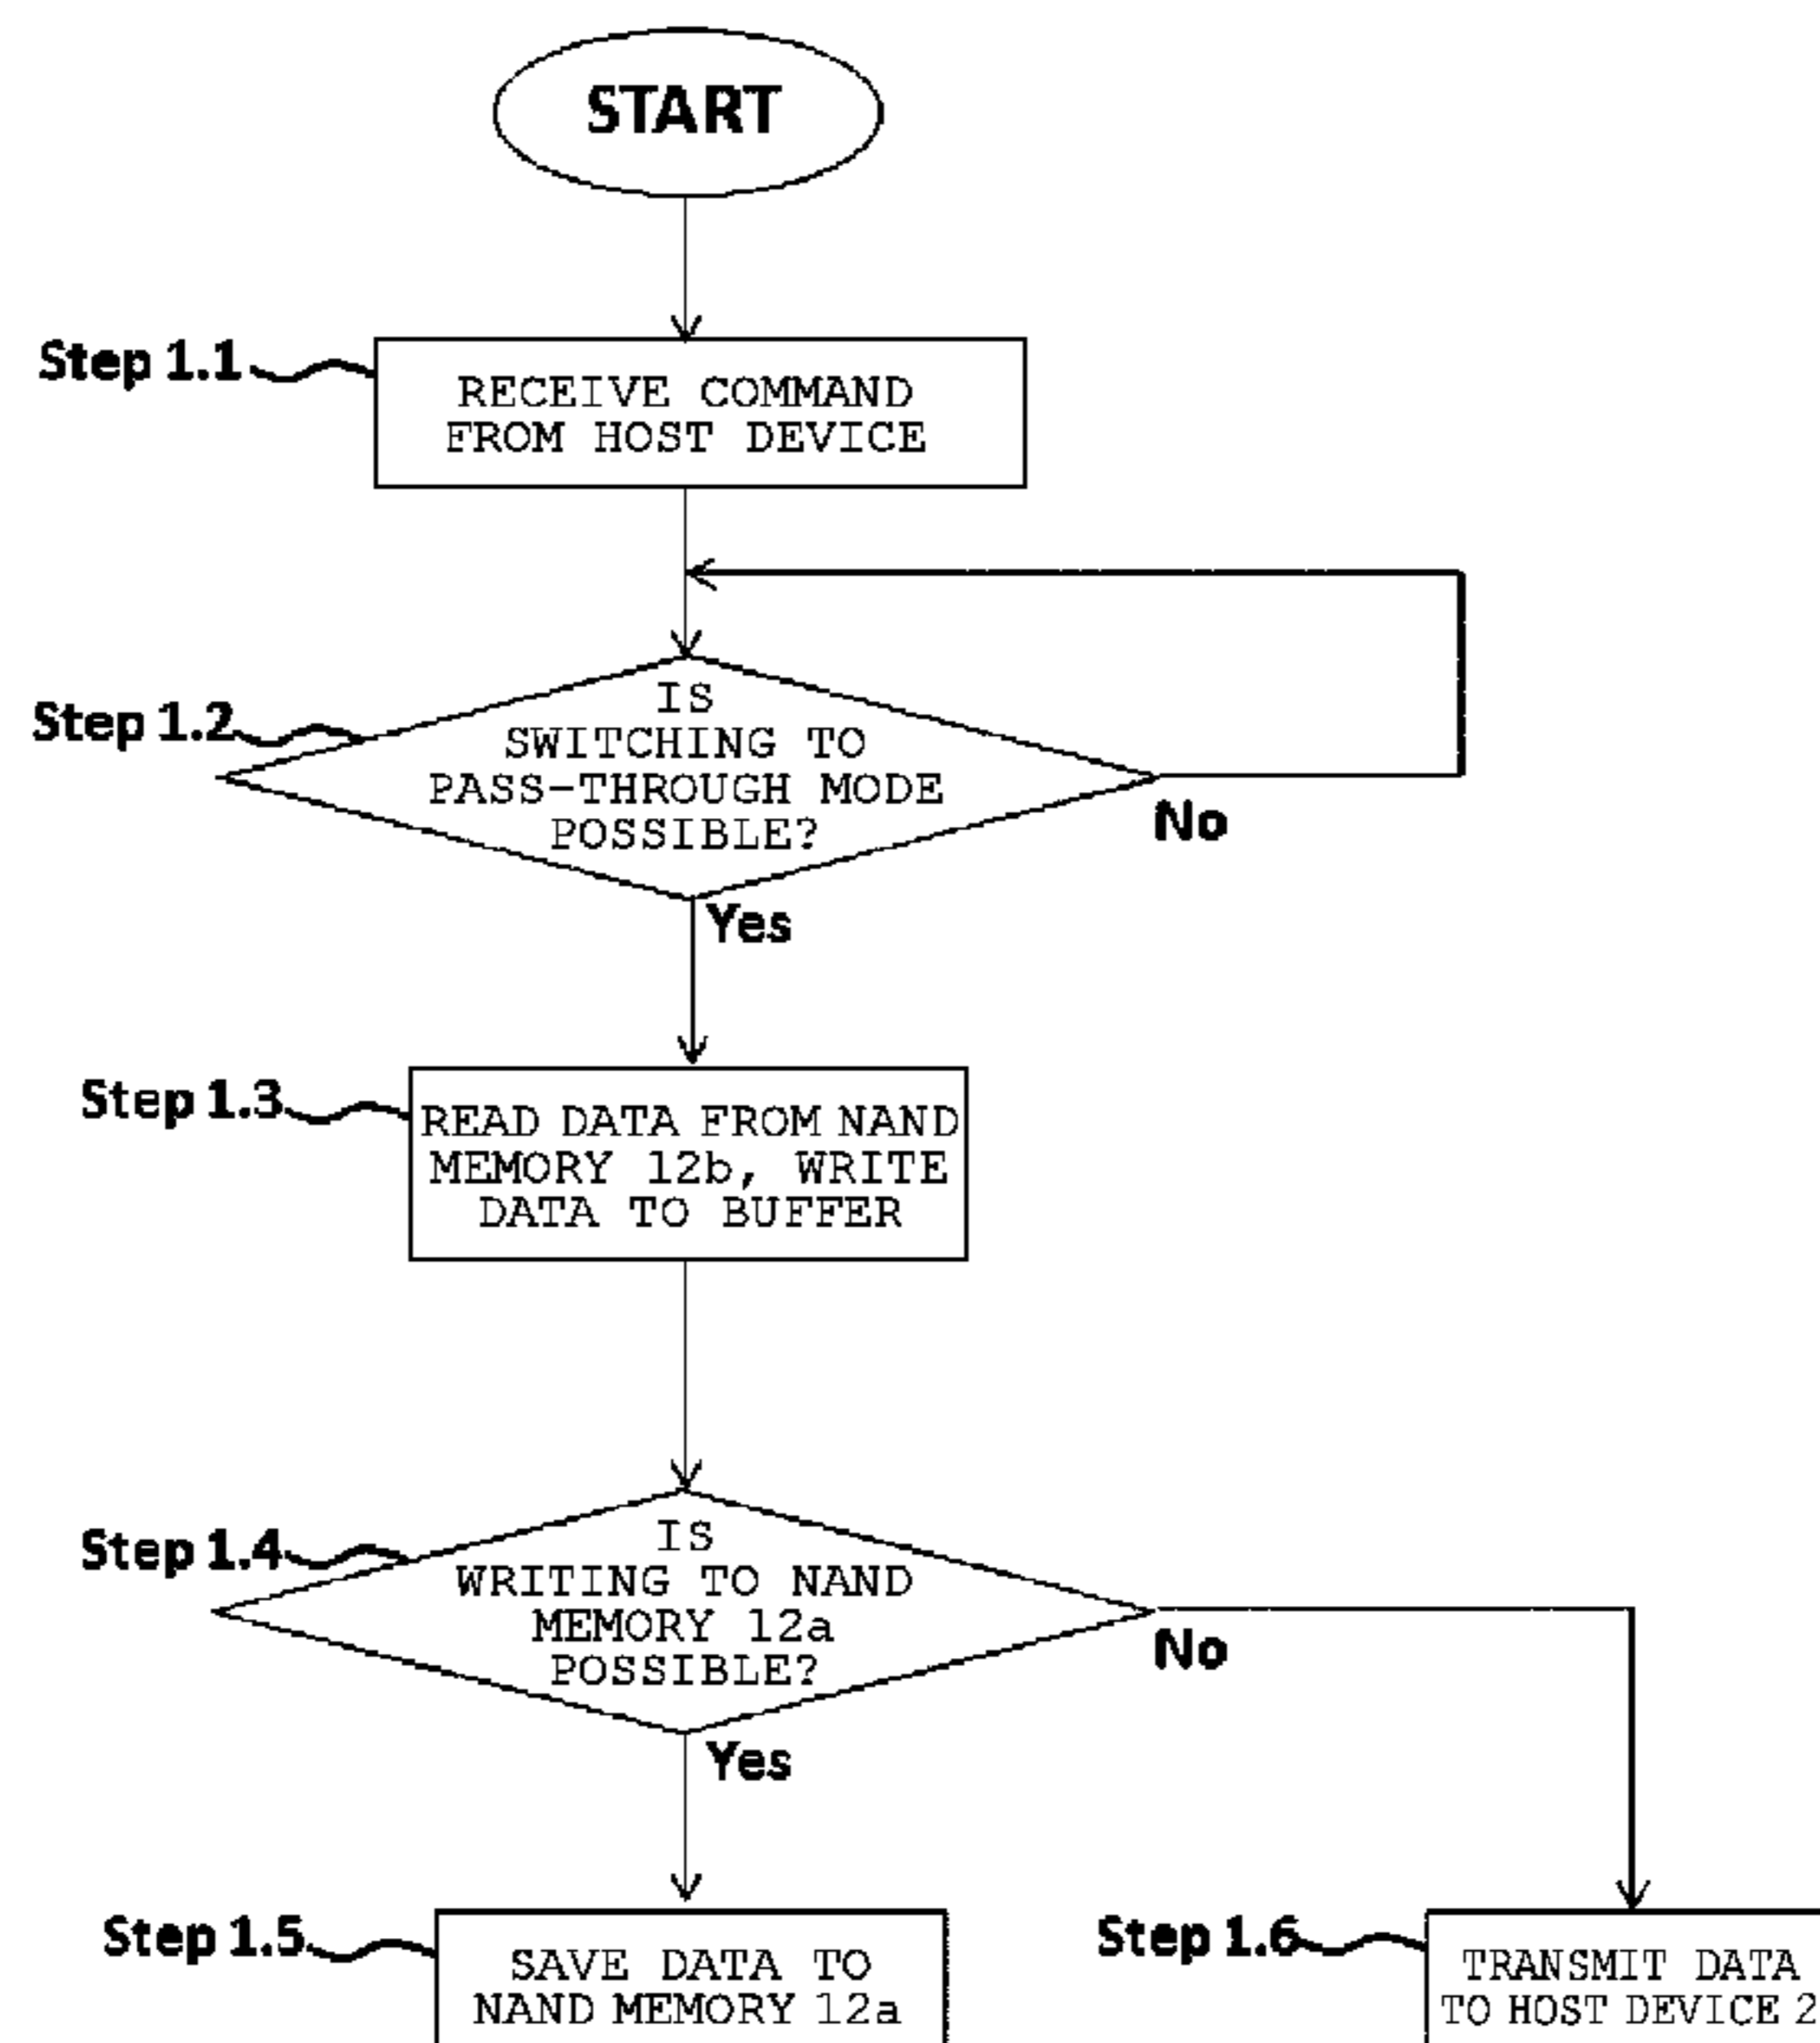 START
Step 1.1
RECEIVE COMMAND
FROM HOST DEVICE
Step 1.2
IS
SWITCHING TO
PASS-THROUGH MODE
POSSIBLE?
No
Yes
Step 1.3
READ DATA FROM NAND
MEMORY 12b, WRITE
DATA TO BUFFER
Step 1.4
IS
WRITING TO NAND
MEMORY 12a
POSSIBLE?
No
Yes
Step 1.5
SAVE DATA TO
NAND MEMORY 12a
Step 1.6
TRANSMIT DATA
TO HOST DEVICE 2